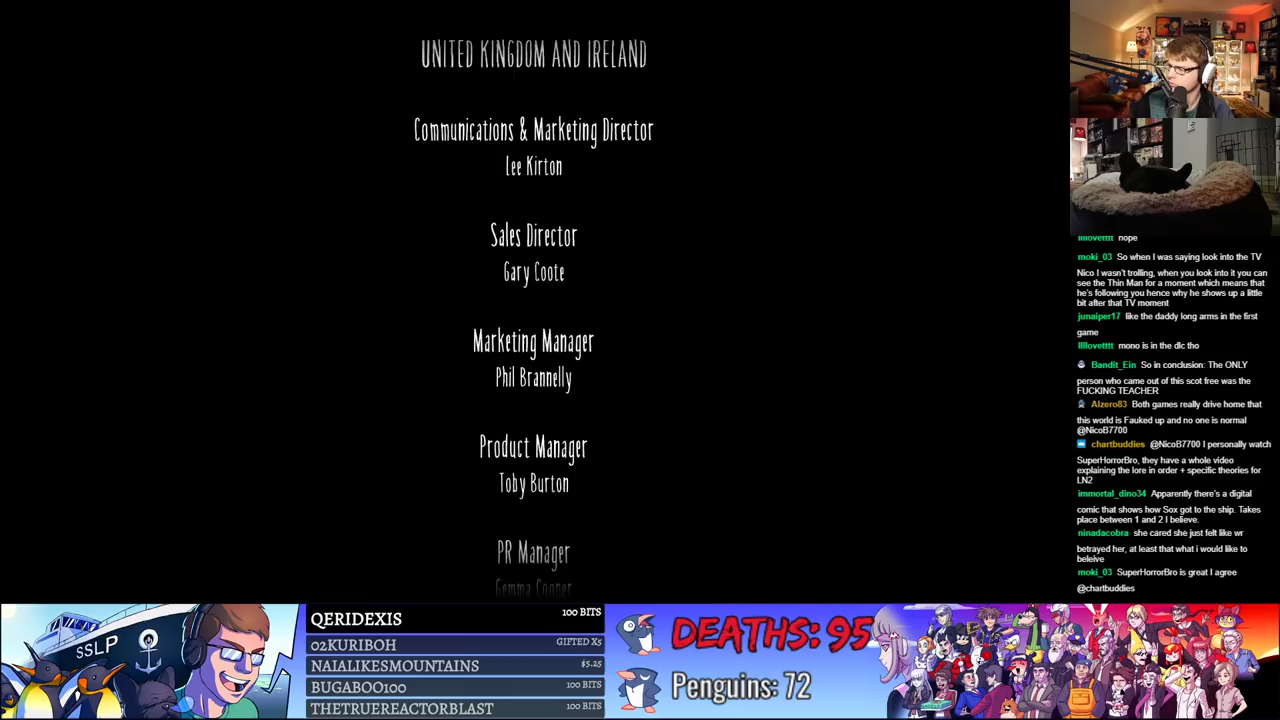 UNITED KINGDOM AND IRELAND
Communications & Marketing Director
Lee Kirton
Sales Director
Gary Coote
Marketing Manager
Phil Brannelly
Product Manager
Toby Burton
PR Manager
Gemma Cooper
llllovetttt nope
moki_03 So when I was saying look into the TV
Nico I wasn't trolling, when you look into it you can
see the Thin Man for a moment which means that
he's following you hence why he shows up a little
bit after that TV moment
junaiper17 like the daddy long arms in the first
game
llllovetttt mono is in the dlc tho
Bandit_Ein So in conclusion: The ONLY
person who came out of this scot free was the
FUCKING TEACHER
Alzero83 Both games really drive home that
this world is Fauked up and no one is normal
@NicoB7700
chartbuddies @NicoB7700 I personally watch
SuperHorrorBro, they have a whole video
explaining the lore in order + specific theories for
LN2
immortal_dino34 Apparently there's a digital
comic that shows how Sox got to the ship. Takes
place between 1 and 2 I believe.
ninadacobra she cared she just felt like wr
betrayed her, at least that what i would like to
beleive
moki_03 SuperHorrorBro is great I agree
@chartbuddies
SSLP
QERIDEXIS 100 BITS
02KURIBOH GIFTED X5
NAIALIKESMOUNTAINS $5.25
BUGABOO100 100 BITS
THETRUEREACTORBLAST 100 BITS
DEATHS: 95
Penguins: 72